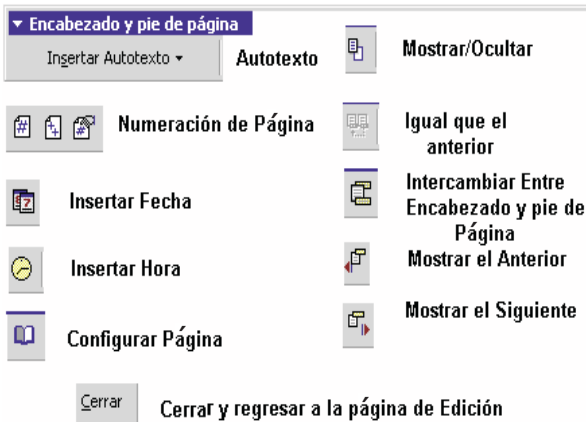 Encabezado y pie de página
Insertar Autotexto
Autotexto
Mostrar/Ocultar
Numeración de Página
Igual que el
anterior
Insertar Fecha
Intercambiar Entre
Encabezado y pie de
Página
Insertar Hora
Mostrar el Anterior
Configurar Página
Mostrar el Siguiente
Cerrar
Cerrar y regresar a la página de Edición